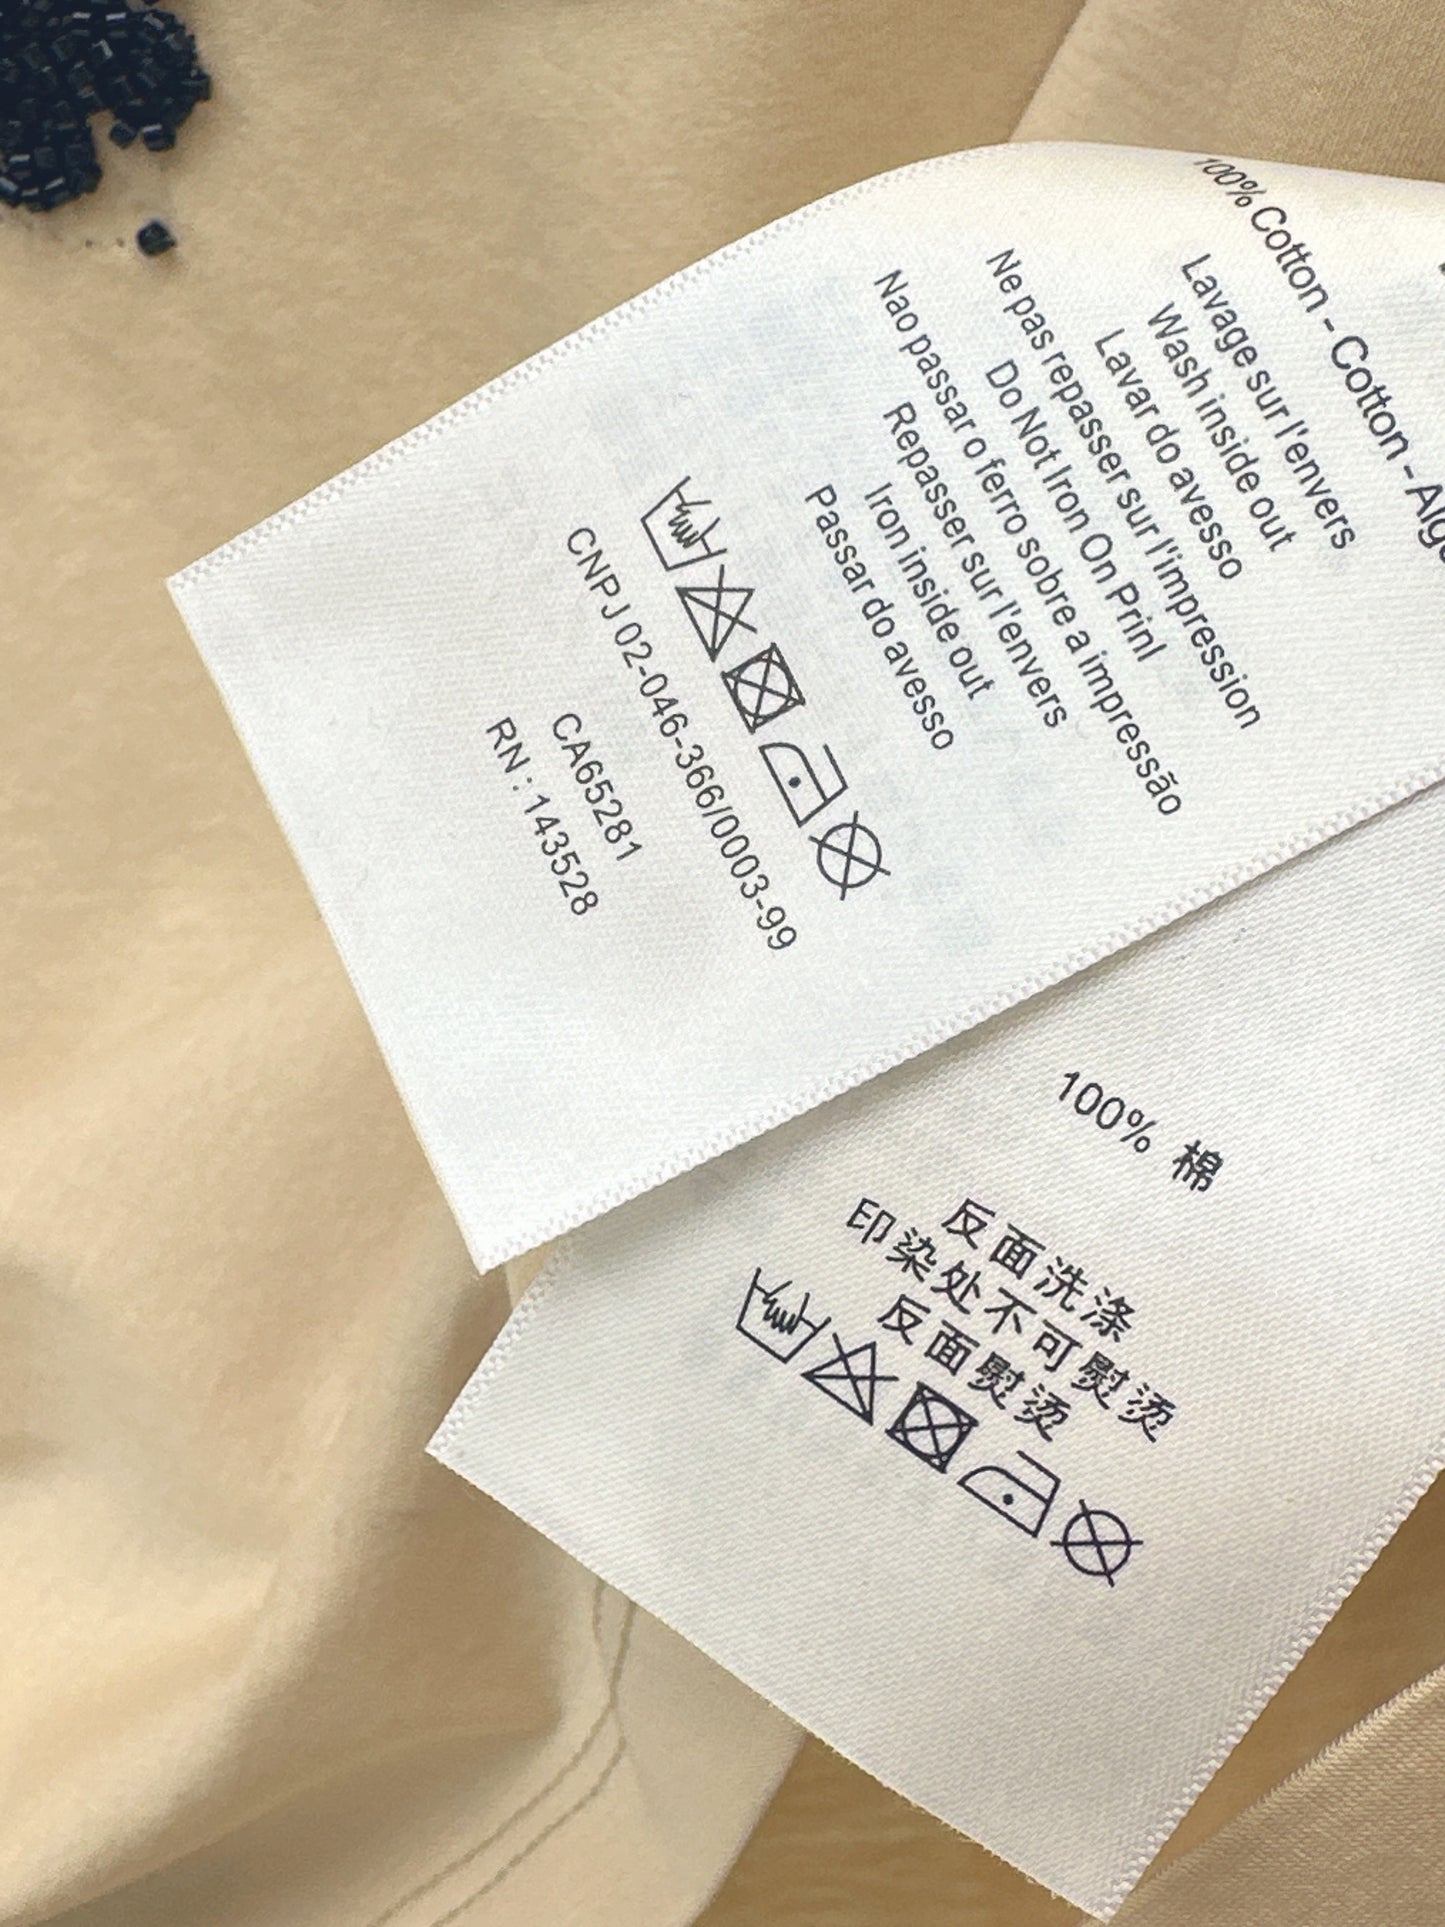 100% Cotton - Cotton -
Lavage sur l'envers
Wash inside out
Lavar do avesso
Ne pas repasser sur l'impression
Do Not Iron On Prinl
Nao passar o ferro sobre a impressão
Repasser sur l'envers
Iron inside out
Passar do avesso
CNPJ 02-046-366/0003-99
CA65281
RN : 143528
100% 棉
反面洗涤
印染处不可熨烫
反面熨烫